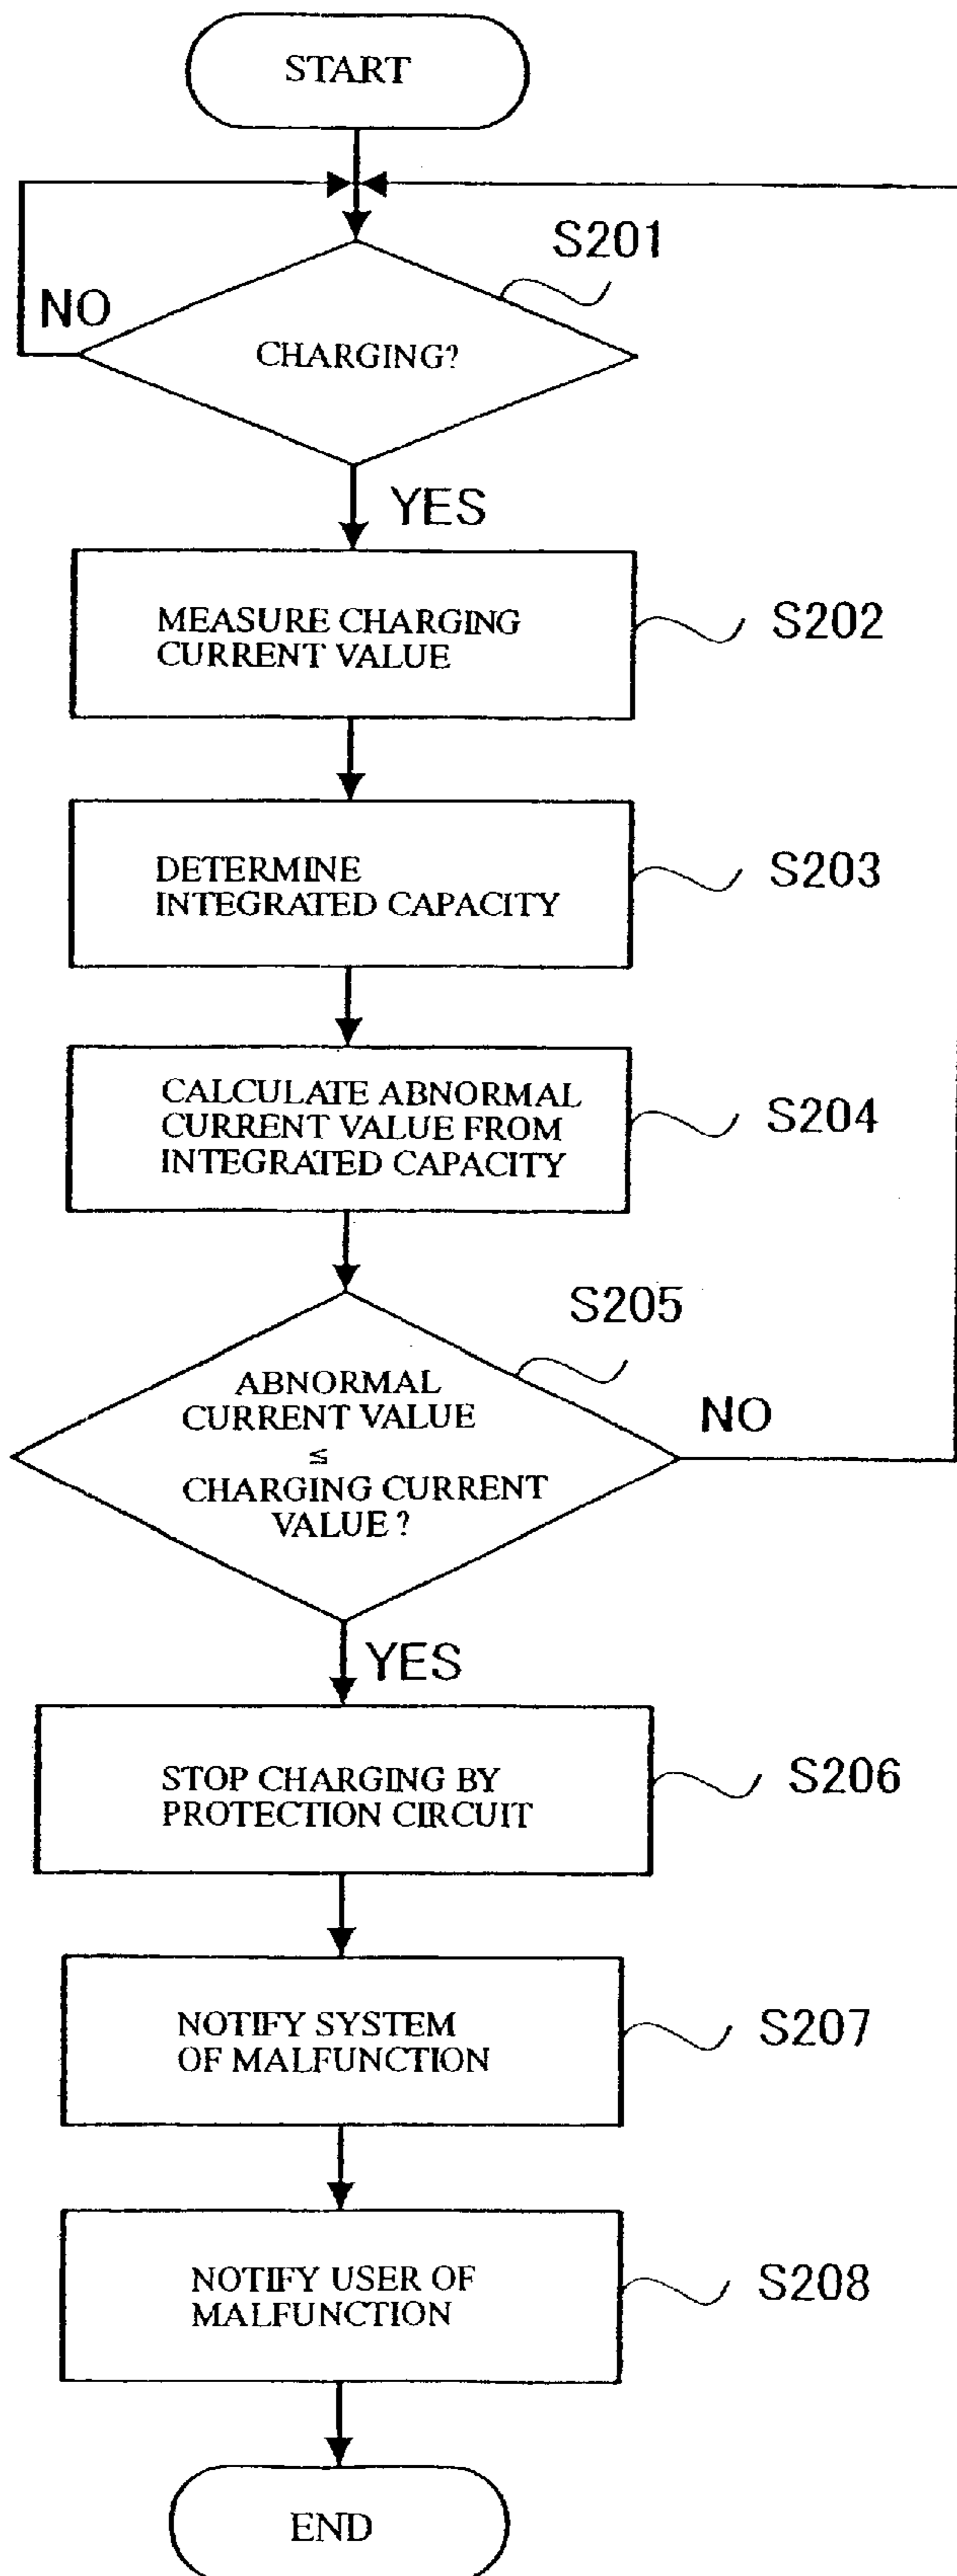 START
S201
NO
CHARGING?
YES
MEASURE CHARGING
CURRENT VALUE
S202
DETERMINE
INTEGRATED CAPACITY
S203
CALCULATE ABNORMAL
CURRENT VALUE FROM
INTEGRATED CAPACITY
S204
S205
ABNORMAL
CURRENT VALUE
≤
CHARGING CURRENT
VALUE ?
NO
YES
STOP CHARGING BY
PROTECTION CIRCUIT
S206
NOTIFY SYSTEM
OF MALFUNCTION
S207
NOTIFY USER OF
MALFUNCTION
S208
END